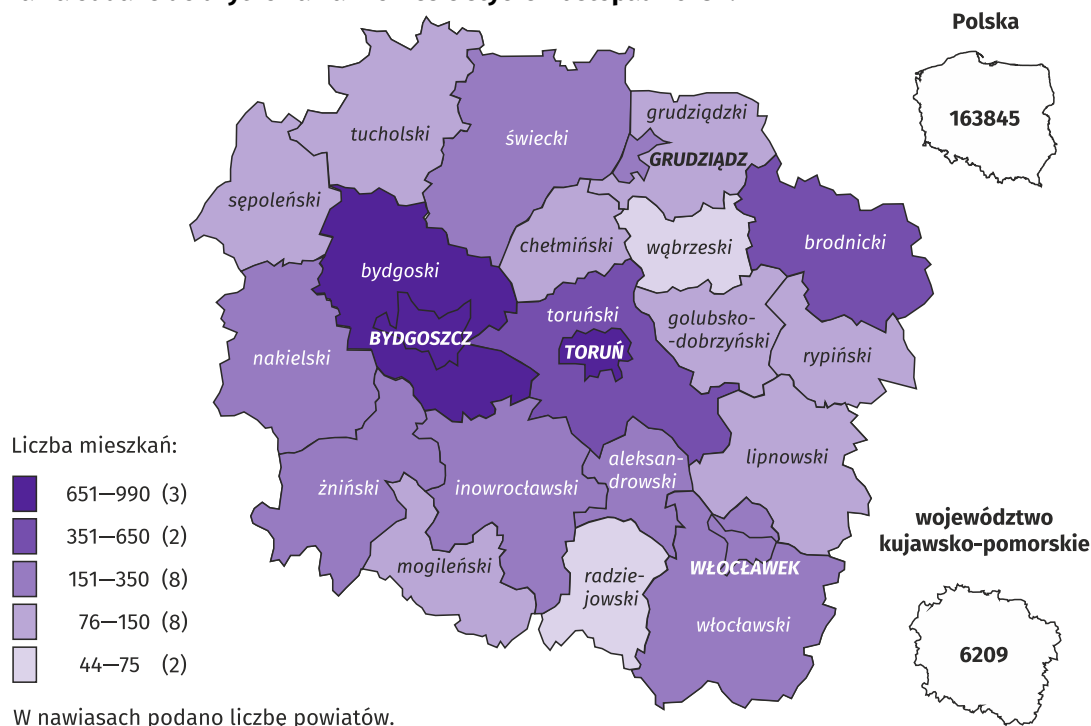 Polska
163845
tucholski
świecki
grudziądzki
GRUDZIĄDZ
sępoleński
chełmiński
wąbrzeski
brodnicki
bydgoski
BYDGOSZCZ
toruński
TORUŃ
golubsko-
-dobrzyński
rypiński
nakielski
lipnowski
aleksan-
drowski
żniński
inowrocławski
mogileński
radzie-
jowski
WŁOCŁAWEK
włocławski
Liczba mieszkań:
651—990 (3)
351—650 (2)
151—350 (8)
76—150 (8)
44—75 (2)
W nawiasach podano liczbę powiatów.
województwo
kujawsko-pomorskie
6209